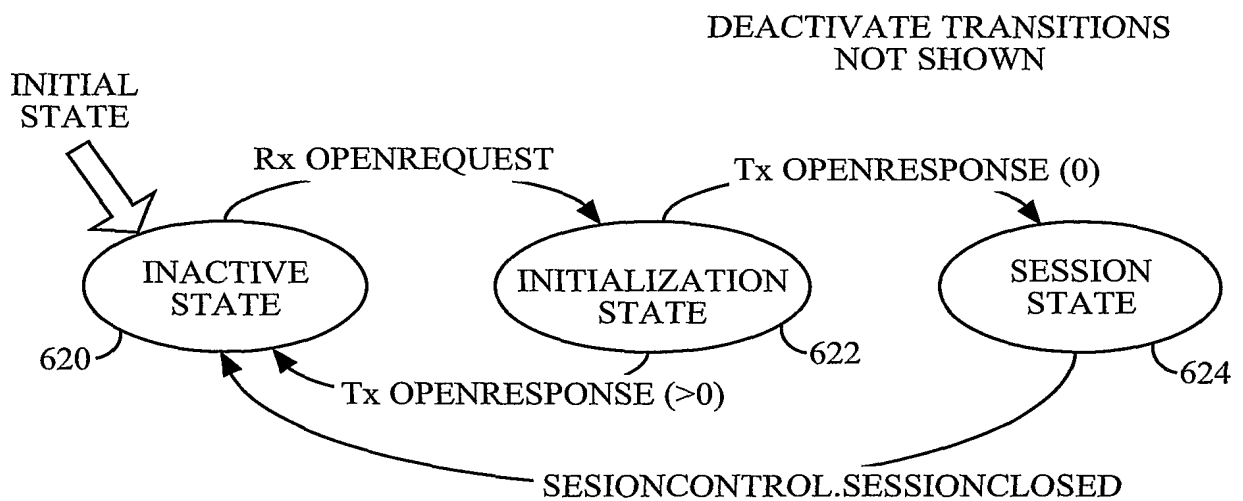 DEACTIVATE TRANSITIONS
NOT SHOWN
INITIAL
STATE
Rx OPENREQUEST
Tx OPENRESPONSE (0)
INACTIVE
STATE
INITIALIZATION
STATE
SESSION
STATE
620
622
624
Tx OPENRESPONSE (>0)
SESIONCONTROL.SESSIONCLOSED